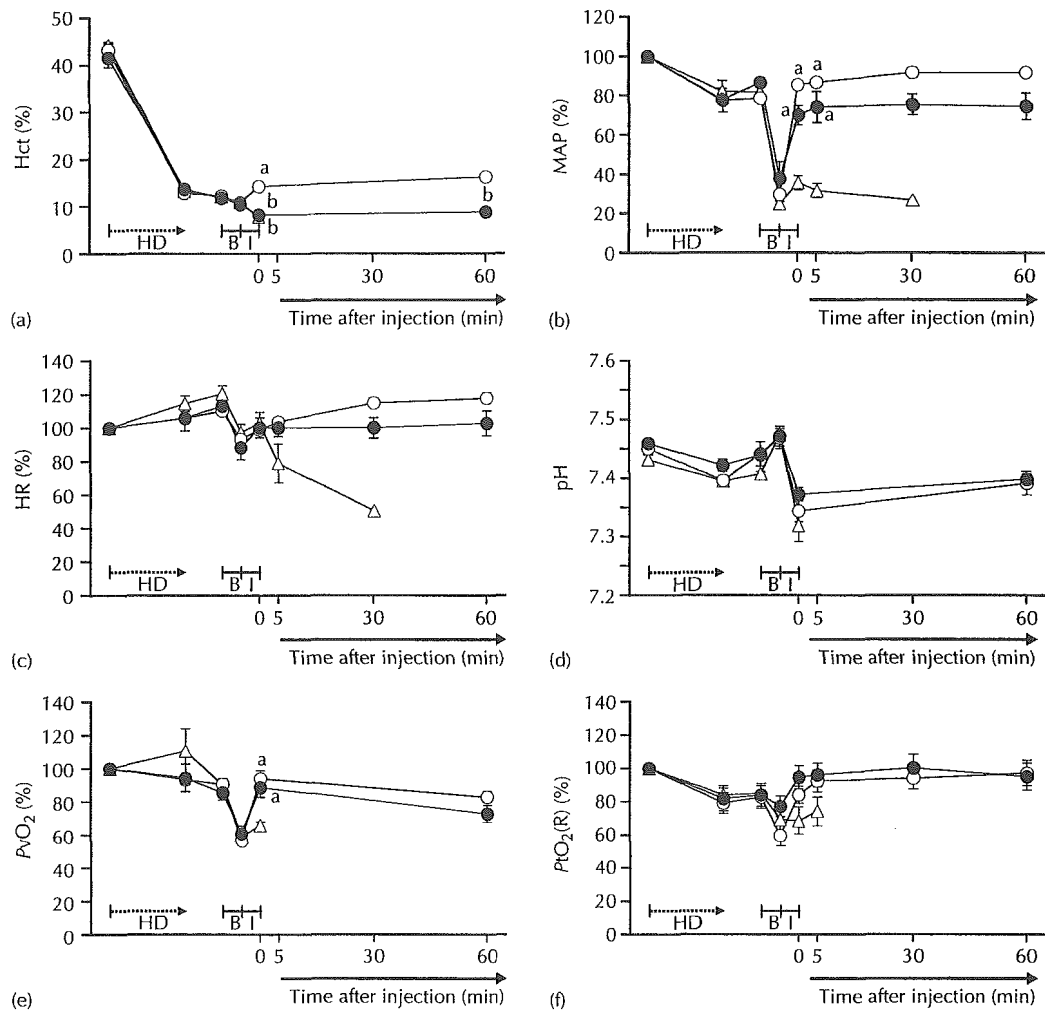 50
40
30
20
10
0
Hct (%)
a
b
b
b
HD
B
I
0 5 30 60
Time after injection (min)
(a)
120
100
80
60
40
20
0
MAP (%)
a
a
a
a
HD
B
I
0 5 30 60
Time after injection (min)
(b)
140
120
100
80
60
40
20
0
HR (%)
HD
B
I
0 5 30 60
Time after injection (min)
(c)
7.6
7.5
7.4
7.3
7.2
pH
HD
B
I
0 5 30 60
Time after injection (min)
(d)
140
120
100
80
60
40
20
0
PvO2 (%)
a
a
HD
B
I
0 5 30 60
Time after injection (min)
(e)
140
120
100
80
60
40
20
0
PtO2(R) (%)
HD
B
I
0 5 30 60
Time after injection (min)
(f)